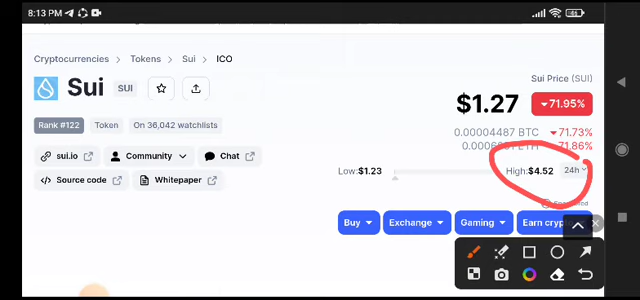 8:13 PM
Cryptocurrencies > Tokens > Sui > ICO
Sui SUI
Rank #122 Token On 36,042 watchlists
sui.io Community Chat
Source code Whitepaper
Sui Price (SUI)
$1.27 71.95%
0.00004487 BTC 71.73%
71.86%
Low:$1.23 High:$4.52 24h
Buy Exchange Gaming Earn